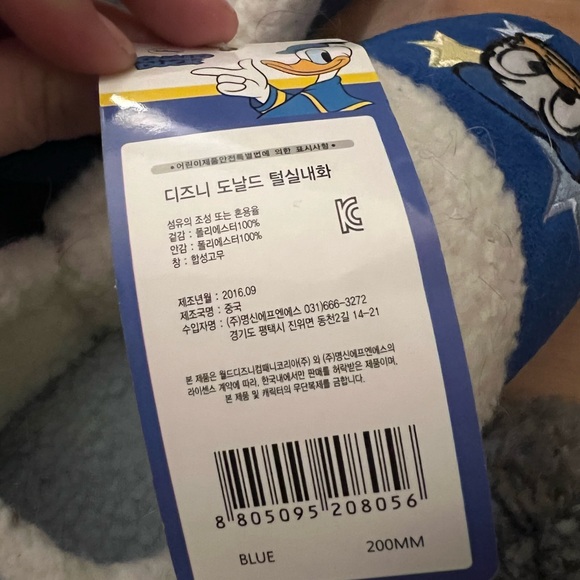 •어린이제품안전특별법에 의한 표시사항•
디즈니 도날드 털실내화
섬유의 조성 또는 혼용율
겉감 : 폴리에스터100%
안감 : 폴리에스터100%
창 : 합성고무
제조년월 : 2016.09
제조국명 : 중국
수입자명 : (주)명신에프엔에스 031)666-3272
경기도 평택시 진위면 동천2길 14-21
본 제품은 월드디즈니컴패니코리아(주) 와 (주)명신에프엔에스의
라이센스 계약에 따라, 한국내에서만 판매를 허락받은 제품이며,
본 제품 및 캐릭터의 무단복제를 금합니다.
8 805095 208056
BLUE 200MM